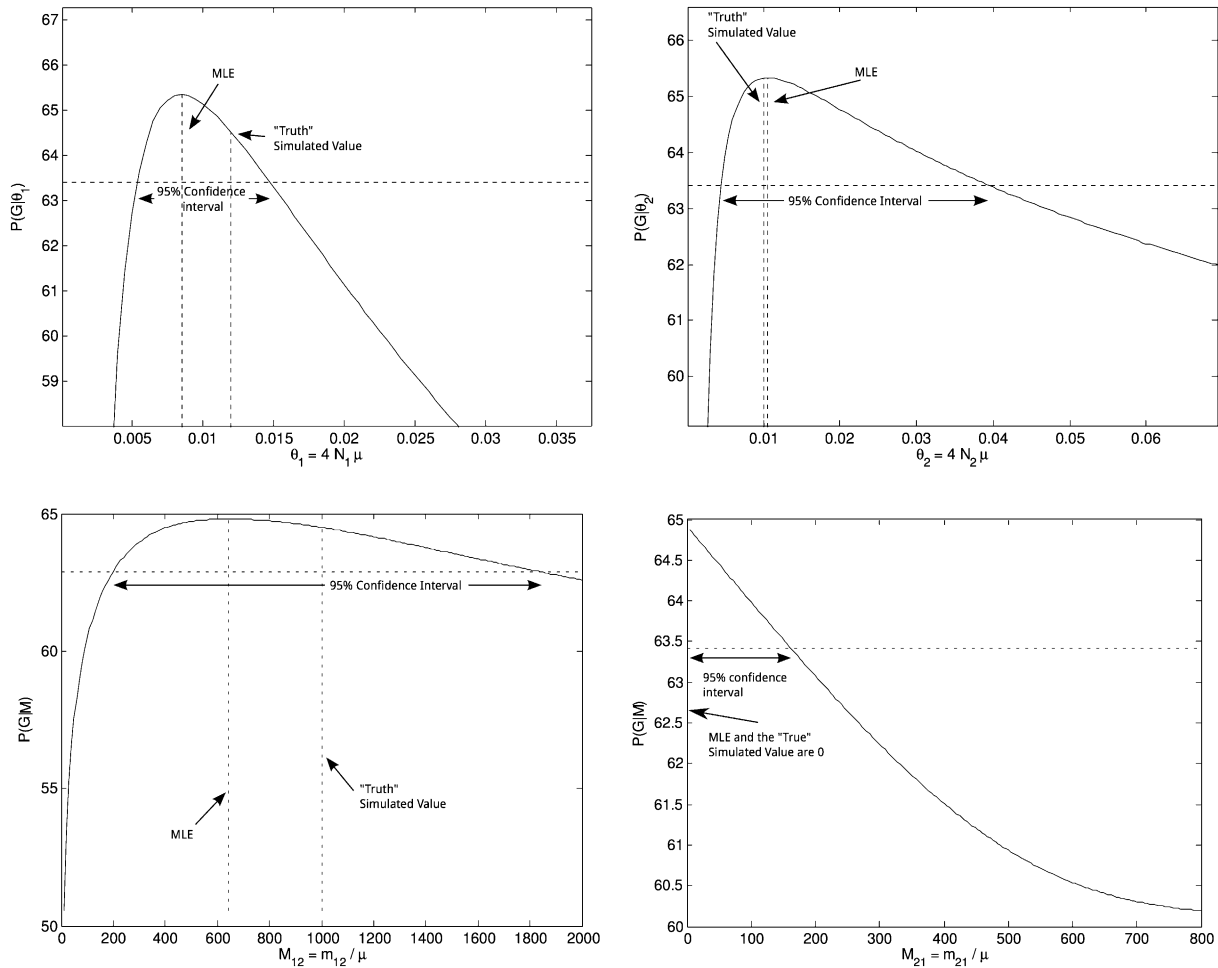 67
66
65
64
63
62
61
60
59
P(G|θ1)
MLE
"Truth"
Simulated Value
95% Confidence
interval
0.005 0.01 0.015 0.02 0.025 0.03 0.035
θ1 = 4 N1 μ
66
65
64
63
62
61
60
P(G|θ2)
"Truth"
Simulated Value
MLE
95% Confidence Interval
0.01 0.02 0.03 0.04 0.05 0.06
θ2 = 4 N2 μ
65
60
55
50
P(G|M)
95% Confidence Interval
"Truth"
Simulated Value
MLE
0 200 400 600 800 1000 1200 1400 1600 1800 2000
M12 = m12 / μ
65
64.5
64
63.5
63
62.5
62
61.5
61
60.5
60
P(G|M)
95% confidence
interval
MLE and the "True"
Simulated Value are 0
0 100 200 300 400 500 600 700 800
M21 = m21 / μ